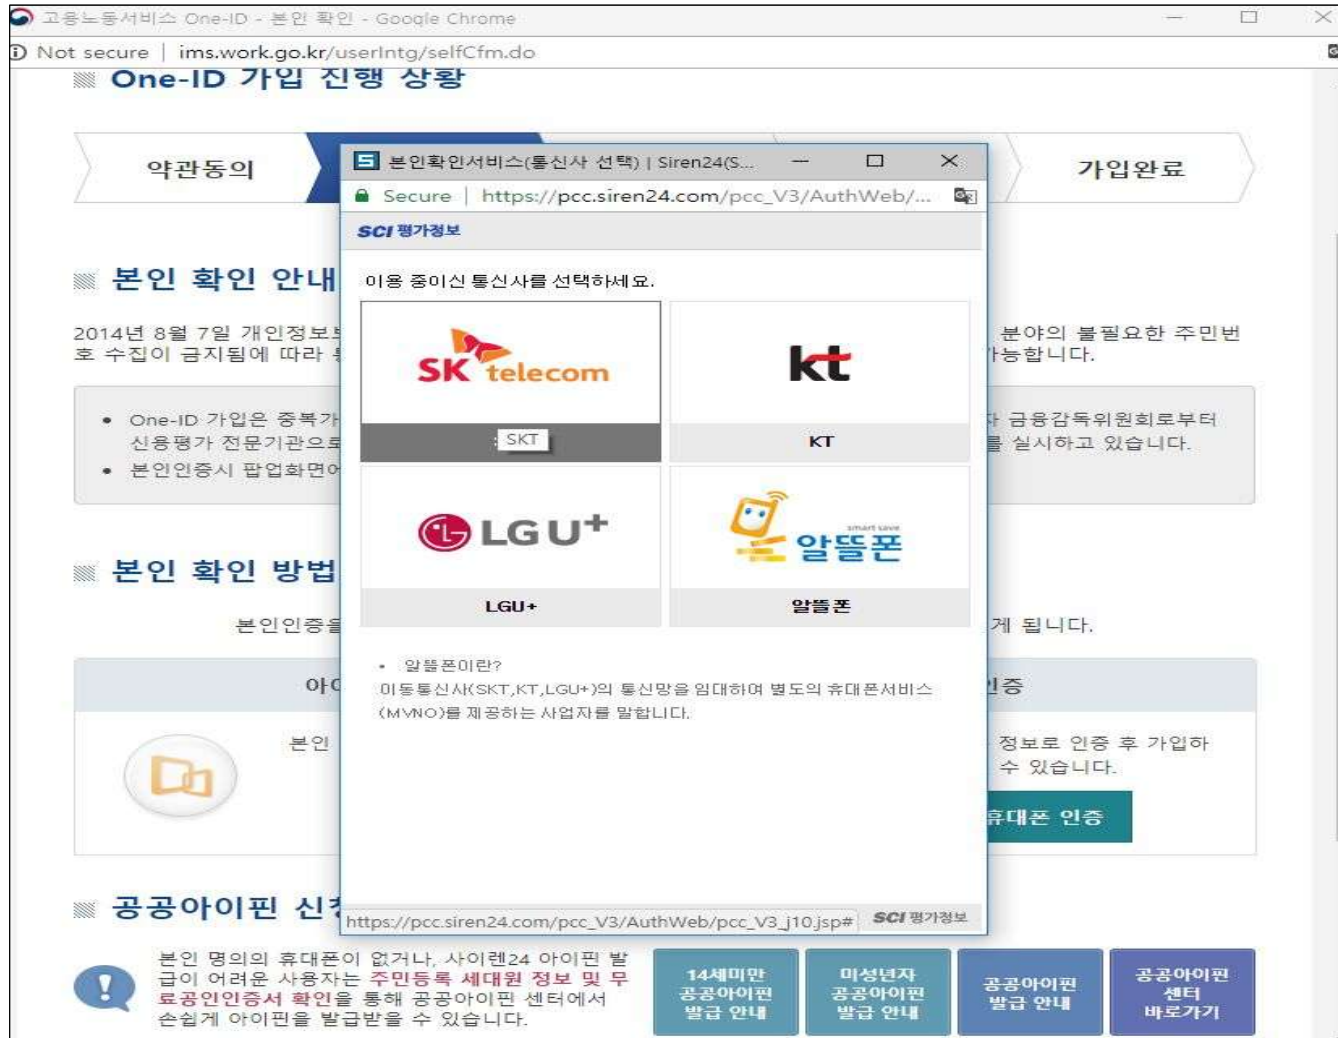 고용노동서비스 One-ID - 본인 확인 - Google Chrome
Not secure | ims.work.go.kr/userIntg/selfCfm.do
One-ID 가입 진행 상황
약관동의
가입완료
본인확인서비스(통신사 선택) | Siren24(S...
Secure | https://pcc.siren24.com/pcc_V3/AuthWeb/...
SCI 평가정보
이용 중이신 통신사를 선택하세요.
SK telecom
kt
SKT
KT
LG U+
smart save
알뜰폰
LGU+
알뜰폰
• 알뜰폰이란?
이동통신사(SKT,KT,LGU+)의 통신망을 임대하여 별도의 휴대폰서비스
(MVNO)를 제공하는 사업자를 말합니다.
https://pcc.siren24.com/pcc_V3/AuthWeb/pcc_V3_j10.jsp#
SCI 평가정보
본인 확인 안내
2014년 8월 7일 개인정보 분야의 불필요한 주민번
호 수집이 금지됨에 따라 가능합니다.
• One-ID 가입은 중복가 금융감독위원회로부터
신용평가 전문기관으로 를 실시하고 있습니다.
• 본인인증시 팝업화면에
본인 확인 방법
본인인증을 게 됩니다.
인증
본인 정보로 인증 후 가입하
수 있습니다.
휴대폰 인증
공공아이핀 신청
본인 명의의 휴대폰이 없거나, 사이렌24 아이핀 발
급이 어려운 사용자는 주민등록 세대원 정보 및 무
료공인인증서 확인을 통해 공공아이핀 센터에서
손쉽게 아이핀을 발급받을 수 있습니다.
14세미만
공공아이핀
발급 안내
미성년자
공공아이핀
발급 안내
공공아이핀
발급 안내
공공아이핀
센터
바로가기